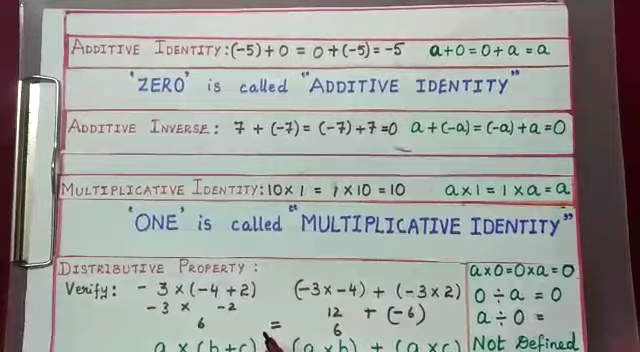 ADDITIVE IDENTITY: (-5)+0 = 0+(-5) = -5 a+0=0+a=a
'ZERO' is called "ADDITIVE IDENTITY"
ADDITIVE INVERSE: 7 + (-7) = (-7)+7=0 a+(-a)=(-a)+a=0
MULTIPLICATIVE IDENTITY: 10×1 = 1×10 = 10 a×1=1×a=a
'ONE' is called "MULTIPLICATIVE IDENTITY"
DISTRIBUTIVE PROPERTY:
Verify: -3×(-4+2) (-3×-4) + (-3×2)
-3 × -2 12 + (-6)
6 = 6
a × (b+c) (a×b) + (a×c)
a×0=0×a=0
0÷a = 0
a÷0 =
Not Defined